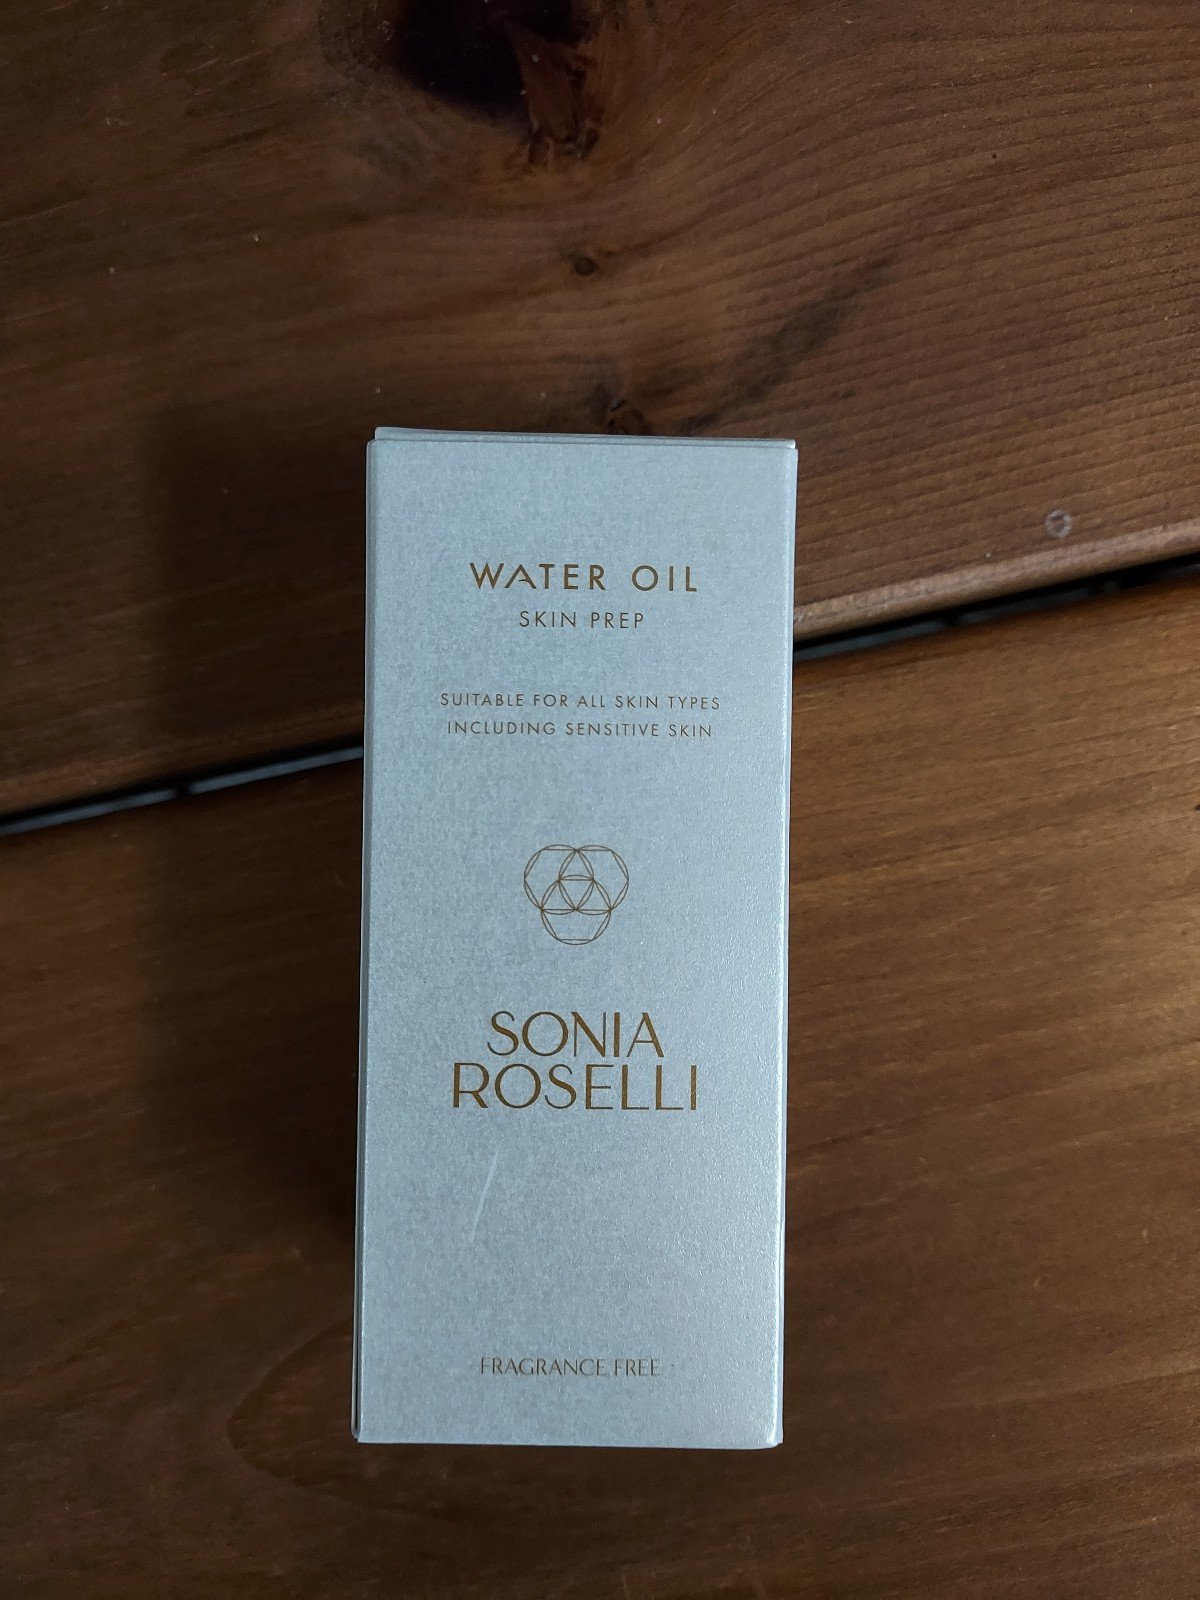 WATER OIL
SKIN PREP
SUITABLE FOR ALL SKIN TYPES
INCLUDING SENSITIVE SKIN
SONIA
ROSELLI
FRAGRANCE FREE